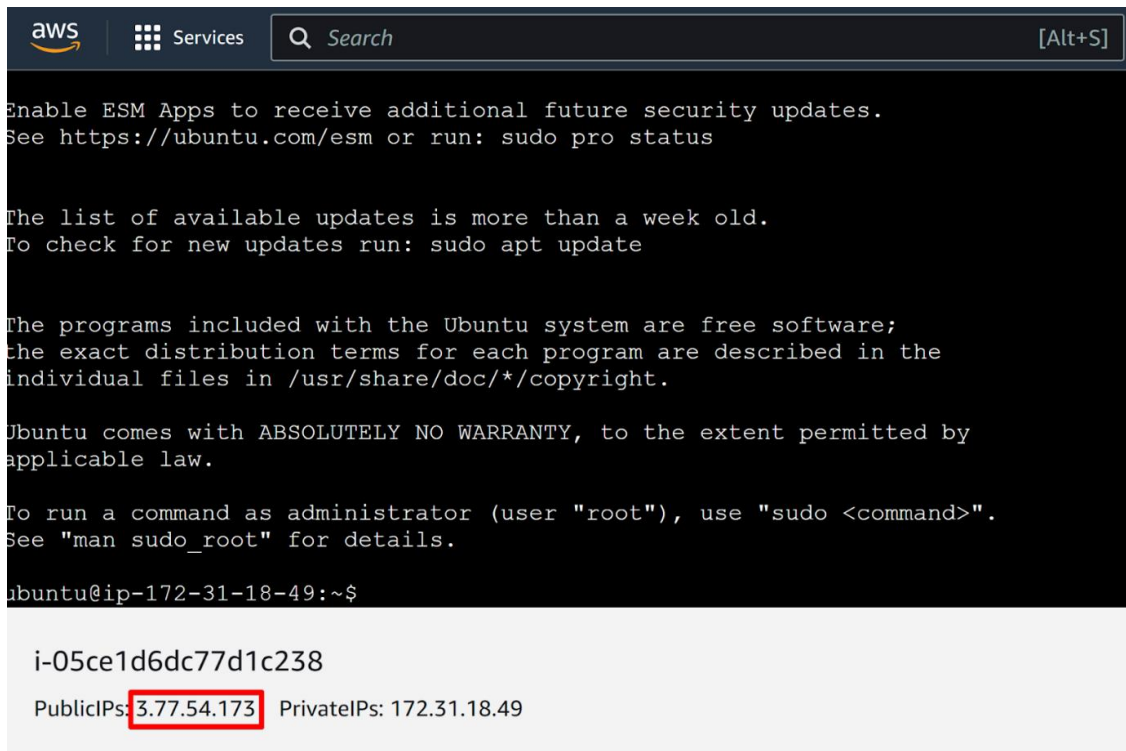 aws Services Search [Alt+S]
Enable ESM Apps to receive additional future security updates.
See https://ubuntu.com/esm or run: sudo pro status
The list of available updates is more than a week old.
To check for new updates run: sudo apt update
The programs included with the Ubuntu system are free software;
the exact distribution terms for each program are described in the
individual files in /usr/share/doc/*/copyright.
Ubuntu comes with ABSOLUTELY NO WARRANTY, to the extent permitted by
applicable law.
To run a command as administrator (user "root"), use "sudo <command>".
See "man sudo_root" for details.
ubuntu@ip-172-31-18-49:~$
i-05ce1d6dc77d1c238
PublicIPs: 3.77.54.173 PrivateIPs: 172.31.18.49